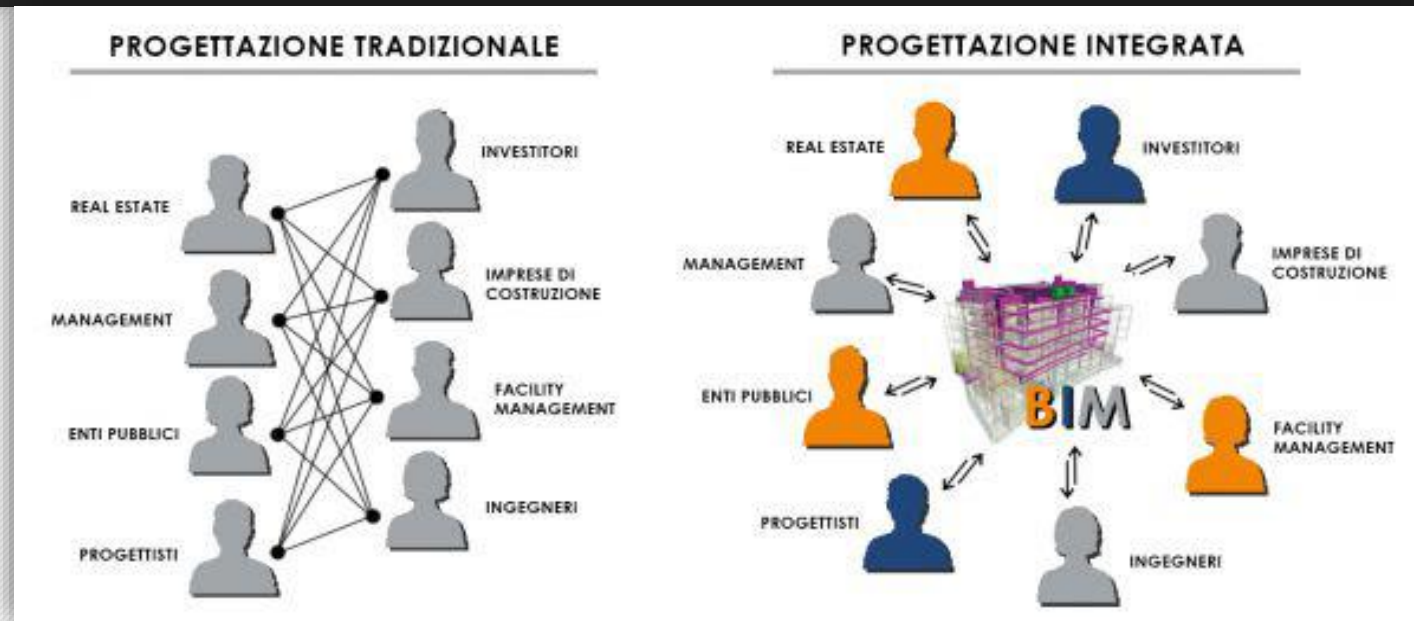 PROGETTAZIONE TRADIZIONALE
REAL ESTATE
MANAGEMENT
ENTI PUBBLICI
PROGETTISTI
INVESTITORI
IMPRESE DI
COSTRUZIONE
FACILITY
MANAGEMENT
INGEGNERI
PROGETTAZIONE INTEGRATA
REAL ESTATE
INVESTITORI
MANAGEMENT
IMPRESE DI
COSTRUZIONE
ENTI PUBBLICI
BIM
FACILITY
MANAGEMENT
PROGETTISTI
INGEGNERI